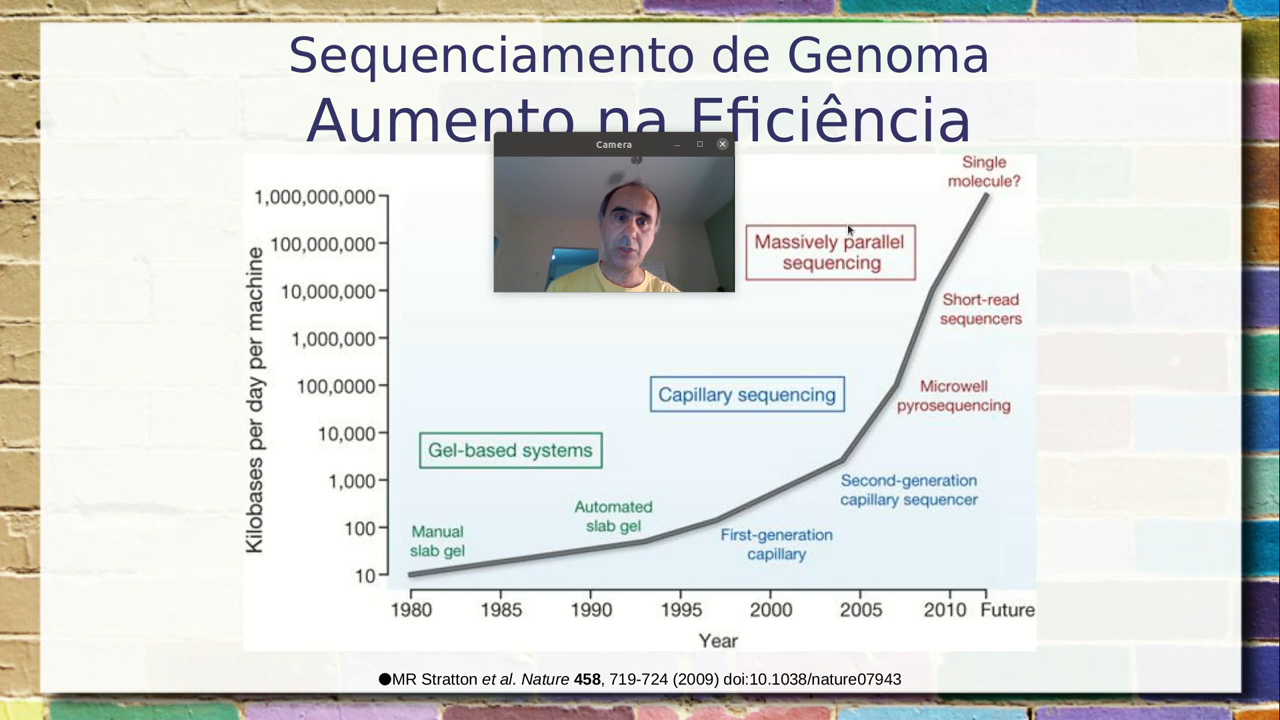 Sequenciamento de Genoma
Aumento na Eficiência
Camera
Single
molecule?
1,000,000,000
100,000,000
10,000,000
1,000,000
100,0000
10,000
1,000
100
10
Kilobases per day per machine
Massively parallel
sequencing
Short-read
sequencers
Capillary sequencing
Microwell
pyrosequencing
Gel-based systems
Second-generation
capillary sequencer
Automated
slab gel
Manual
slab gel
First-generation
capillary
1980 1985 1990 1995 2000 2005 2010 Future
Year
●MR Stratton et al. Nature 458, 719-724 (2009) doi:10.1038/nature07943